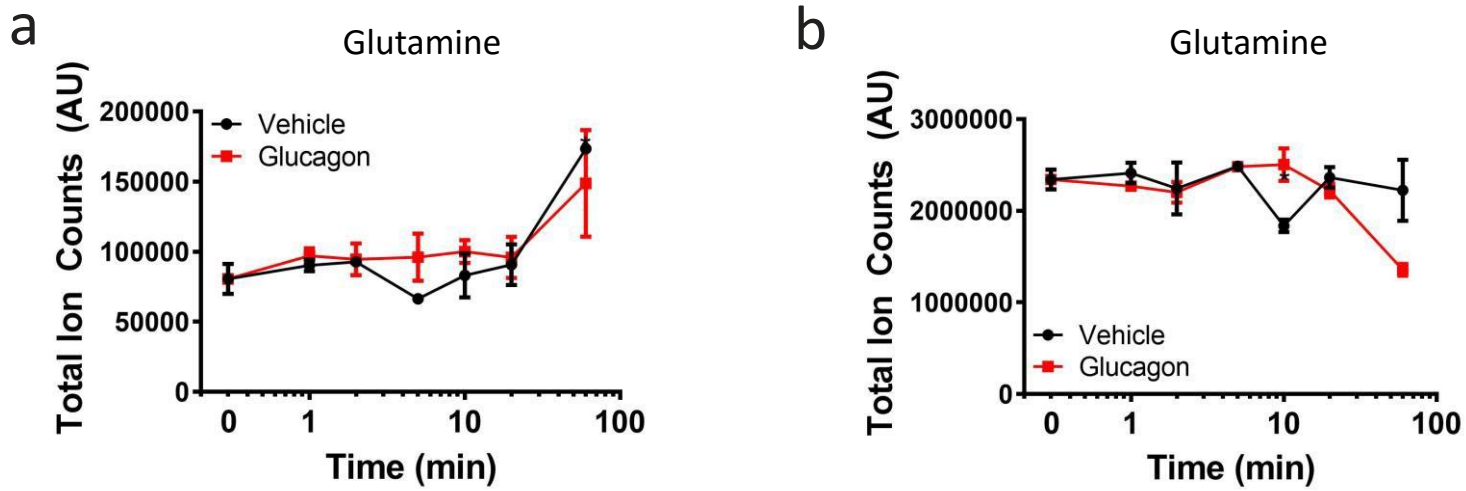 a
Glutamine
Total Ion Counts (AU)
200000
150000
100000
50000
0
Vehicle
Glucagon
0 1 10 100
Time (min)
b
Glutamine
Total Ion Counts (AU)
3000000
2000000
1000000
0
Vehicle
Glucagon
0 1 10 100
Time (min)